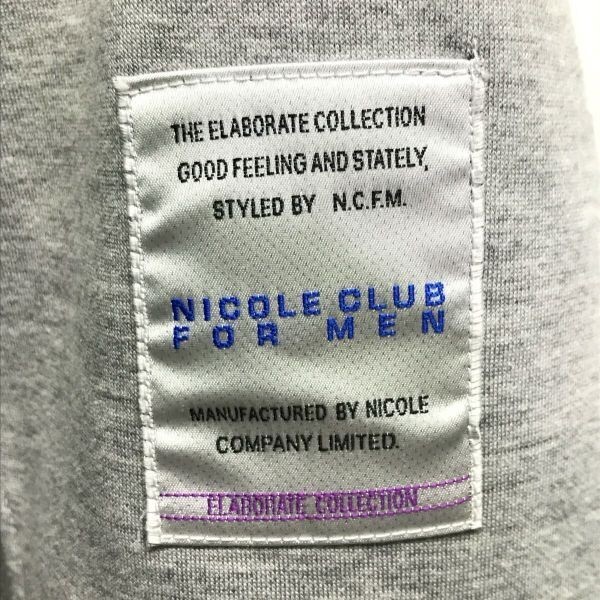 THE ELABORATE COLLECTION
GOOD FEELING AND STATELY,
STYLED BY N.C.F.M.
NICOLE CLUB
FOR MEN
MANUFACTURED BY NICOLE
COMPANY LIMITED.
ELABORATE COLLECTION